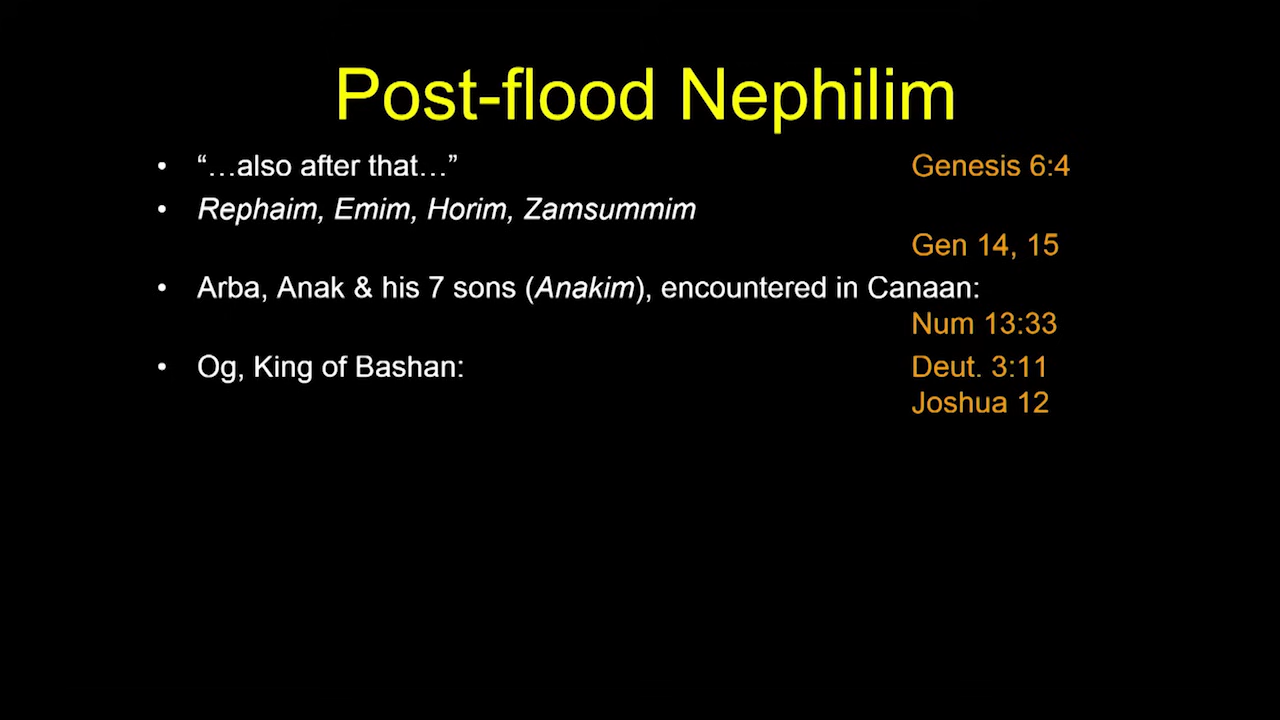 Post-flood Nephilim
• “…also after that…” Genesis 6:4
• Rephaim, Emim, Horim, Zamsummim
Gen 14, 15
• Arba, Anak & his 7 sons (Anakim), encountered in Canaan:
Num 13:33
• Og, King of Bashan: Deut. 3:11
Joshua 12